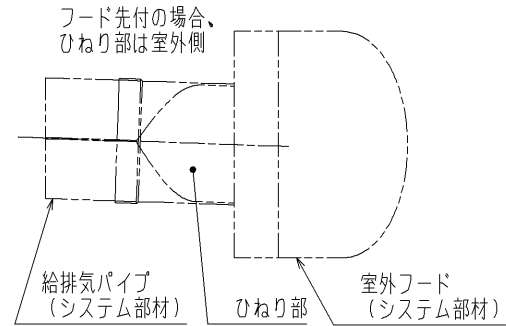 フード先付の場合、
ひねり部は室外側
給排気パイプ
（システム部材）
ひねり部
室外フード
（システム部材）